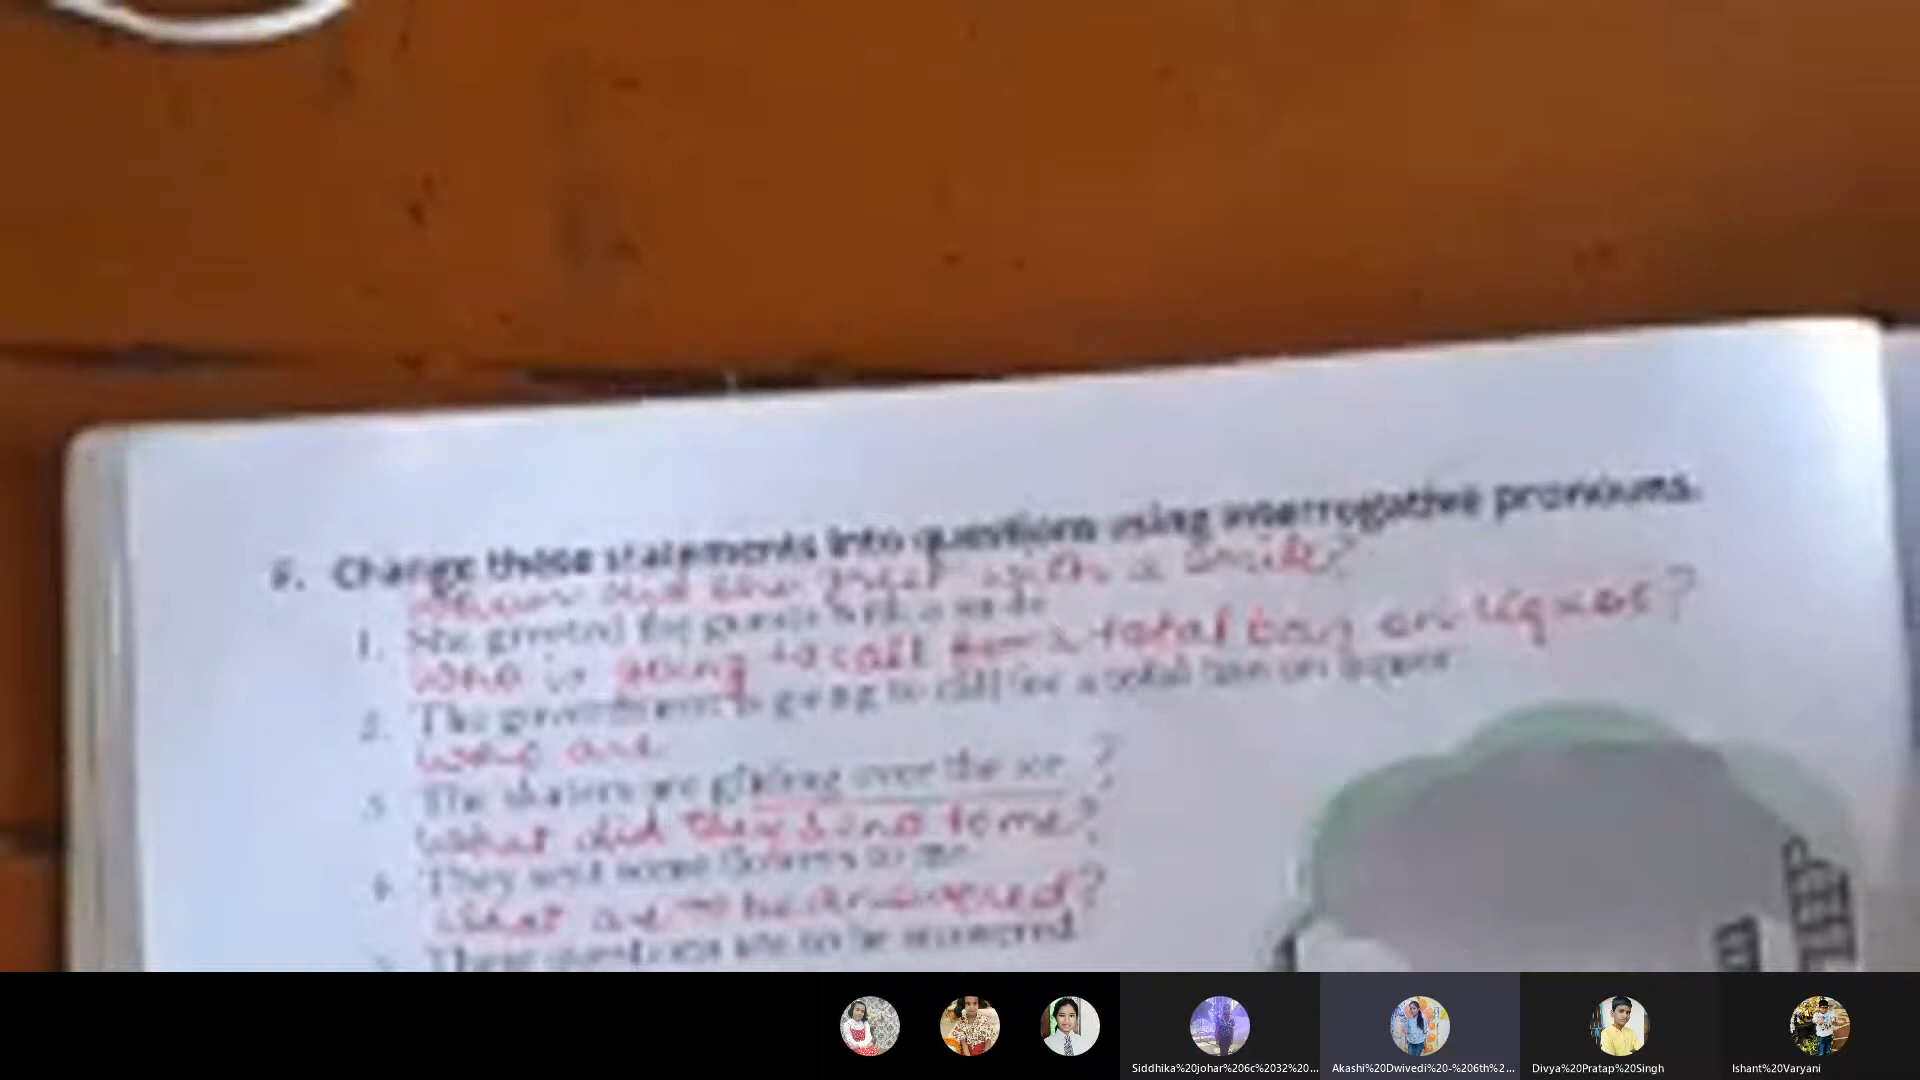 Change these statements into questions using interrogative pronouns.
Whom did she greet with a smile?
1. She greeted the guests with a smile
Who is going to call for a total ban on liquor?
2. The government is going to call for a total ban on liquor
Who are
3. The skaters are gliding over the ice ?
What did they send to me?
4. They sent some flowers to me
What are to be answered?
These questions are to be answered
Siddhika%20johar%206c%2032%20...
Akashi%20Dwivedi%20-%206th%2...
Divya%20Pratap%20Singh
Ishant%20Varyani